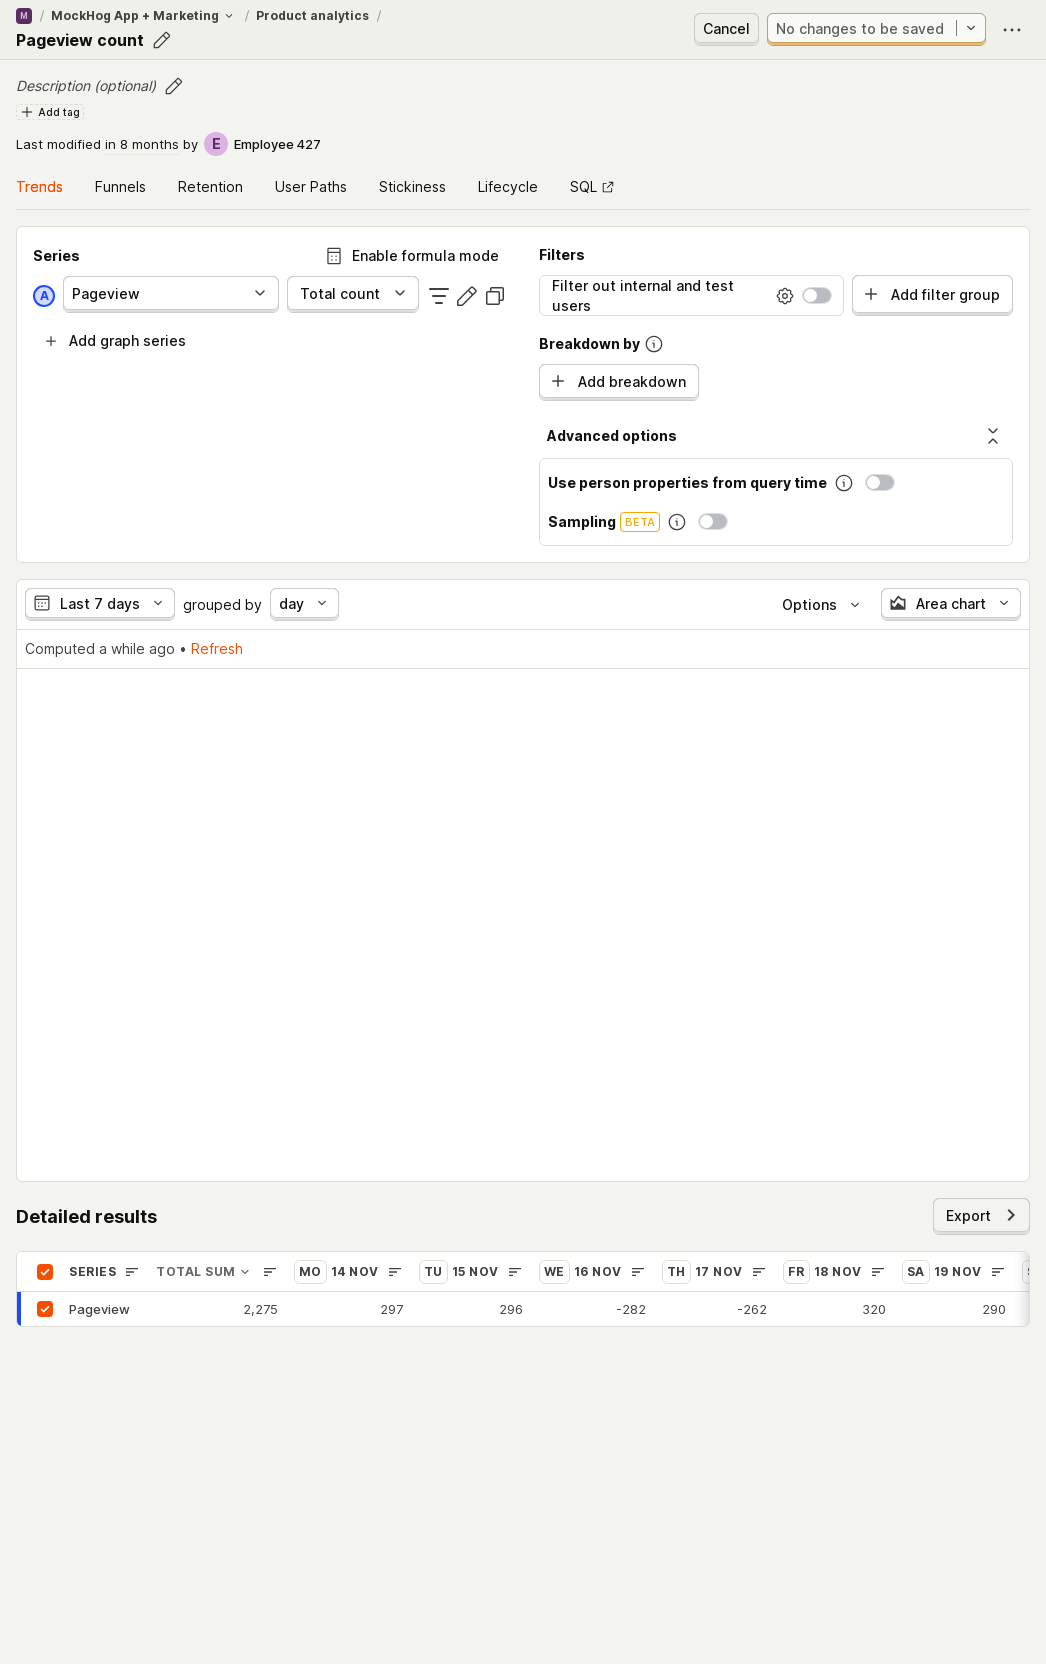 M / MockHog App + Marketing / Product analytics /
Pageview count
Cancel
No changes to be saved
Description (optional)
Add tag
Last modified in 8 months by E Employee 427
Trends Funnels Retention User Paths Stickiness Lifecycle SQL
Series
Enable formula mode
A Pageview Total count
Add graph series
Filters
Filter out internal and test
users
Add filter group
Breakdown by
Add breakdown
Advanced options
Use person properties from query time
Sampling BETA
Last 7 days grouped by day Options Area chart
Computed a while ago • Refresh
Detailed results
Export
SERIES TOTAL SUM MO 14 NOV TU 15 NOV WE 16 NOV TH 17 NOV FR 18 NOV SA 19 NOV
Pageview 2,275 297 296 -282 -262 320 290